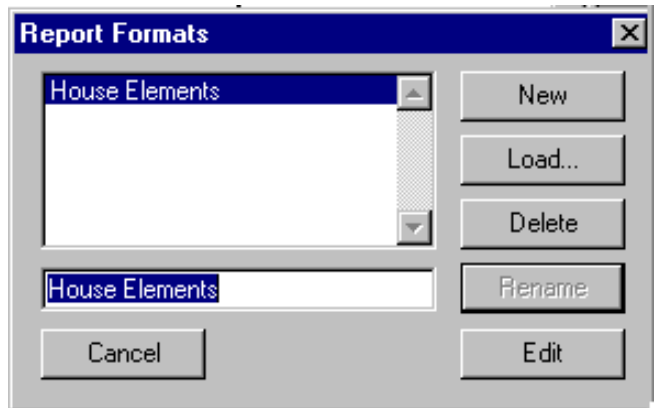 Report Formats
House Elements
New
Load...
Delete
House Elements
Rename
Cancel
Edit